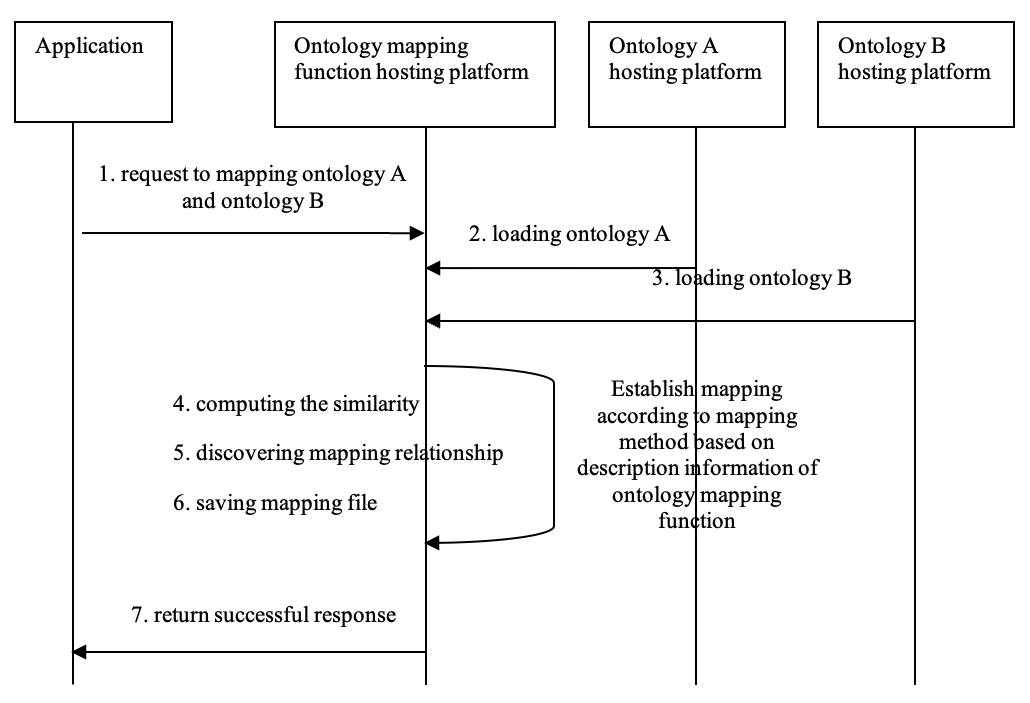 Application
Ontology mapping
function hosting platform
Ontology A
hosting platform
Ontology B
hosting platform
1. request to mapping ontology A
and ontology B
2. loading ontology A
3. loading ontology B
4. computing the similarity
5. discovering mapping relationship
6. saving mapping file
Establish mapping
according to mapping
method based on
description information of
ontology mapping
function
7. return successful response